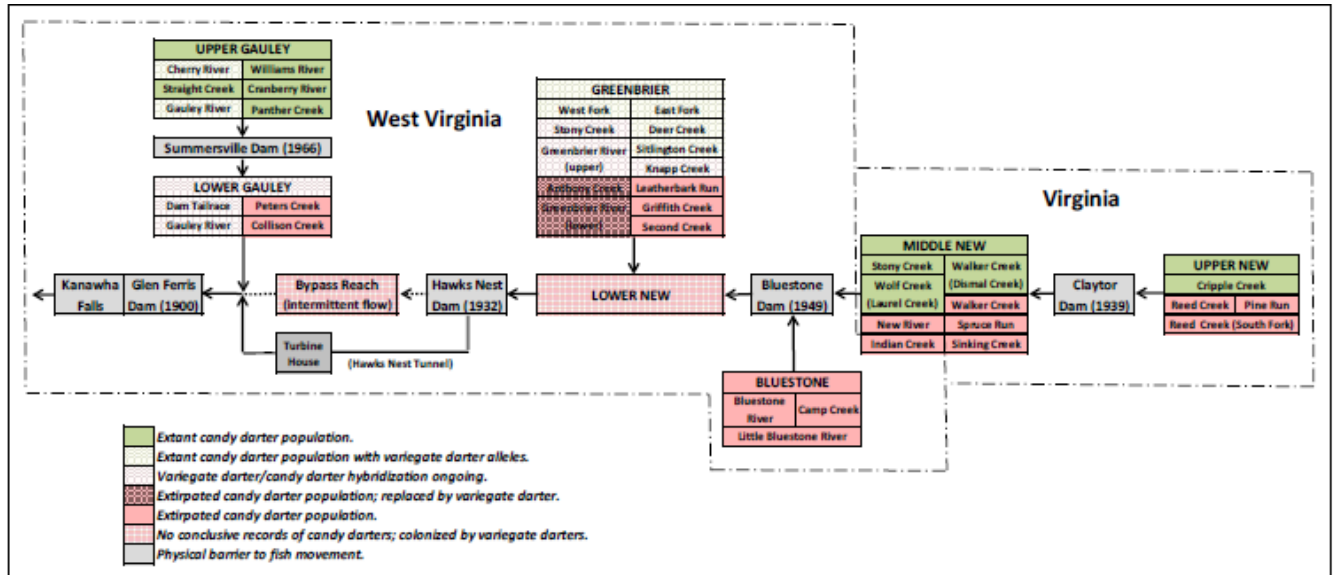 UPPER GAULEY
Cherry River Williams River
Straight Creek Cranberry River
Gauley River Panther Creek
Summersville Dam (1966)
LOWER GAULEY
Dam Tailrace Peters Creek
Gauley River Collison Creek
West Virginia
GREENBRIER
West Fork East Fork
Stony Creek Deer Creek
Greenbrier River
(upper)
Sitlington Creek
Knapp Creek
Anthony Creek Leatherbark Run
Greenbrier River
(lower)
Griffith Creek
Second Creek
Virginia
Kanawha
Falls
Glen Ferris
Dam (1900)
Bypass Reach
(intermittent flow)
Hawks Nest
Dam (1932)
Turbine
House
(Hawks Nest Tunnel)
LOWER NEW
Bluestone
Dam (1949)
BLUESTONE
Bluestone
River
Camp Creek
Little Bluestone River
MIDDLE NEW
Stony Creek
Wolf Creek
(Laurel Creek)
Walker Creek
(Dismal Creek)
Walker Creek
New River Spruce Run
Indian Creek Sinking Creek
Claytor
Dam (1939)
UPPER NEW
Cripple Creek
Reed Creek Pine Run
Reed Creek (South Fork)
Extant candy darter population.
Extant candy darter population with variegate darter alleles.
Variegate darter/candy darter hybridization ongoing.
Extirpated candy darter population; replaced by variegate darter.
Extirpated candy darter population.
No conclusive records of candy darters; colonized by variegate darters.
Physical barrier to fish movement.